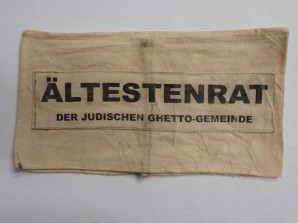 ÄLTESTENRAT
DER JUDISCHEN GHETTO-GEMEINDE